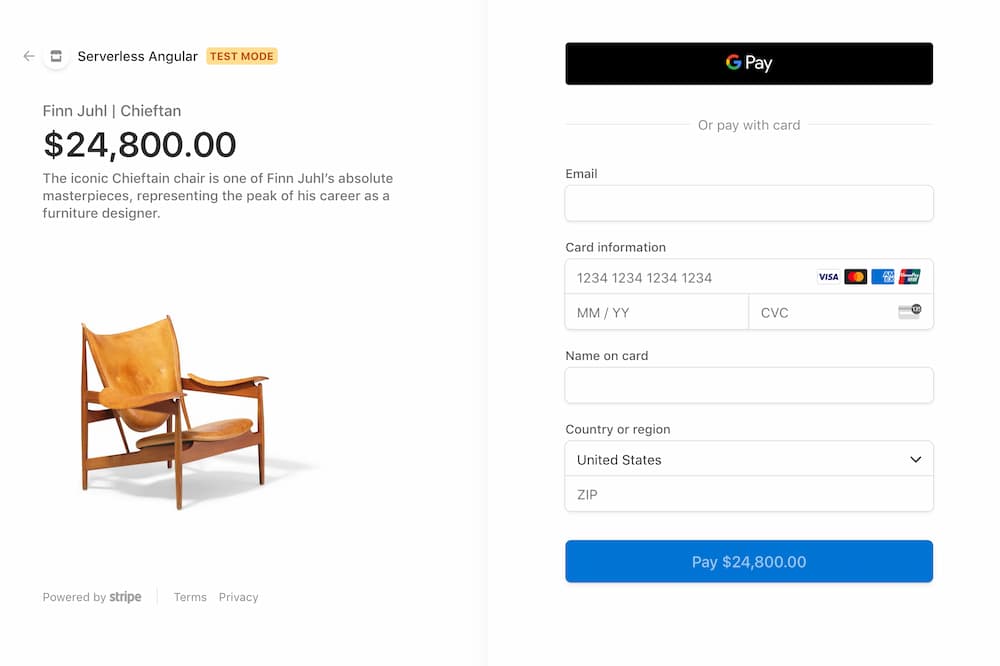 Serverless Angular TEST MODE
Finn Juhl | Chieftan
$24,800.00
The iconic Chieftain chair is one of Finn Juhl’s absolute
masterpieces, representing the peak of his career as a
furniture designer.
Powered by stripe Terms Privacy
G Pay
Or pay with card
Email
Card information
1234 1234 1234 1234 VISA
MM / YY CVC
Name on card
Country or region
United States
ZIP
Pay $24,800.00